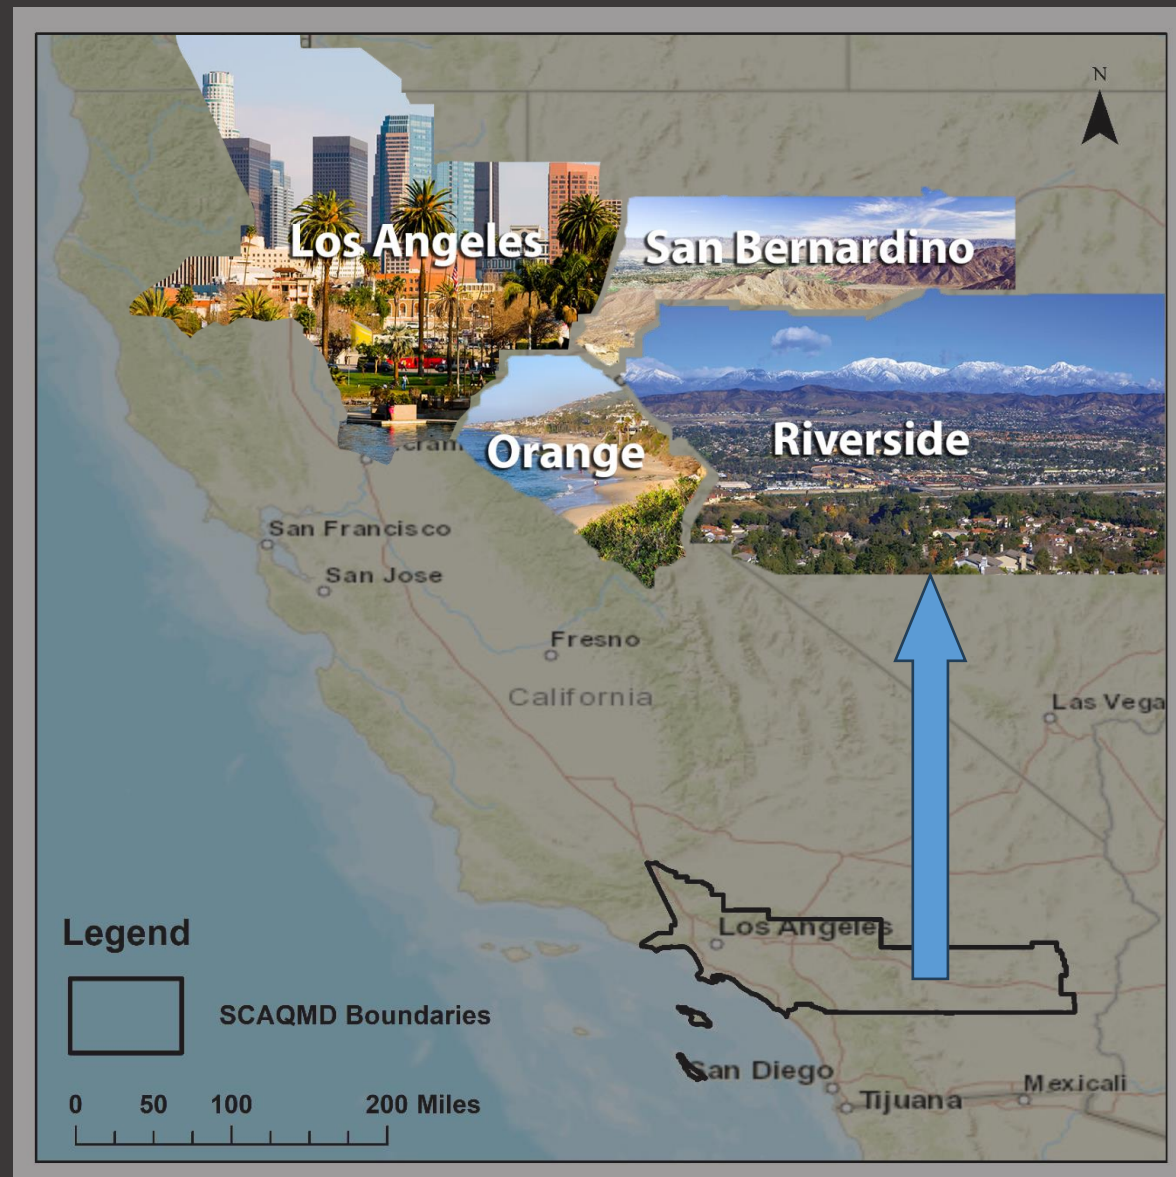 N
Los Angeles
San Bernardino
Orange
Riverside
San Francisco
San Jose
Fresno
California
Las Vega
Los Angeles
Legend
SCAQMD Boundaries
San Diego
Mexicali
Tijuana
0 50 100 200 Miles